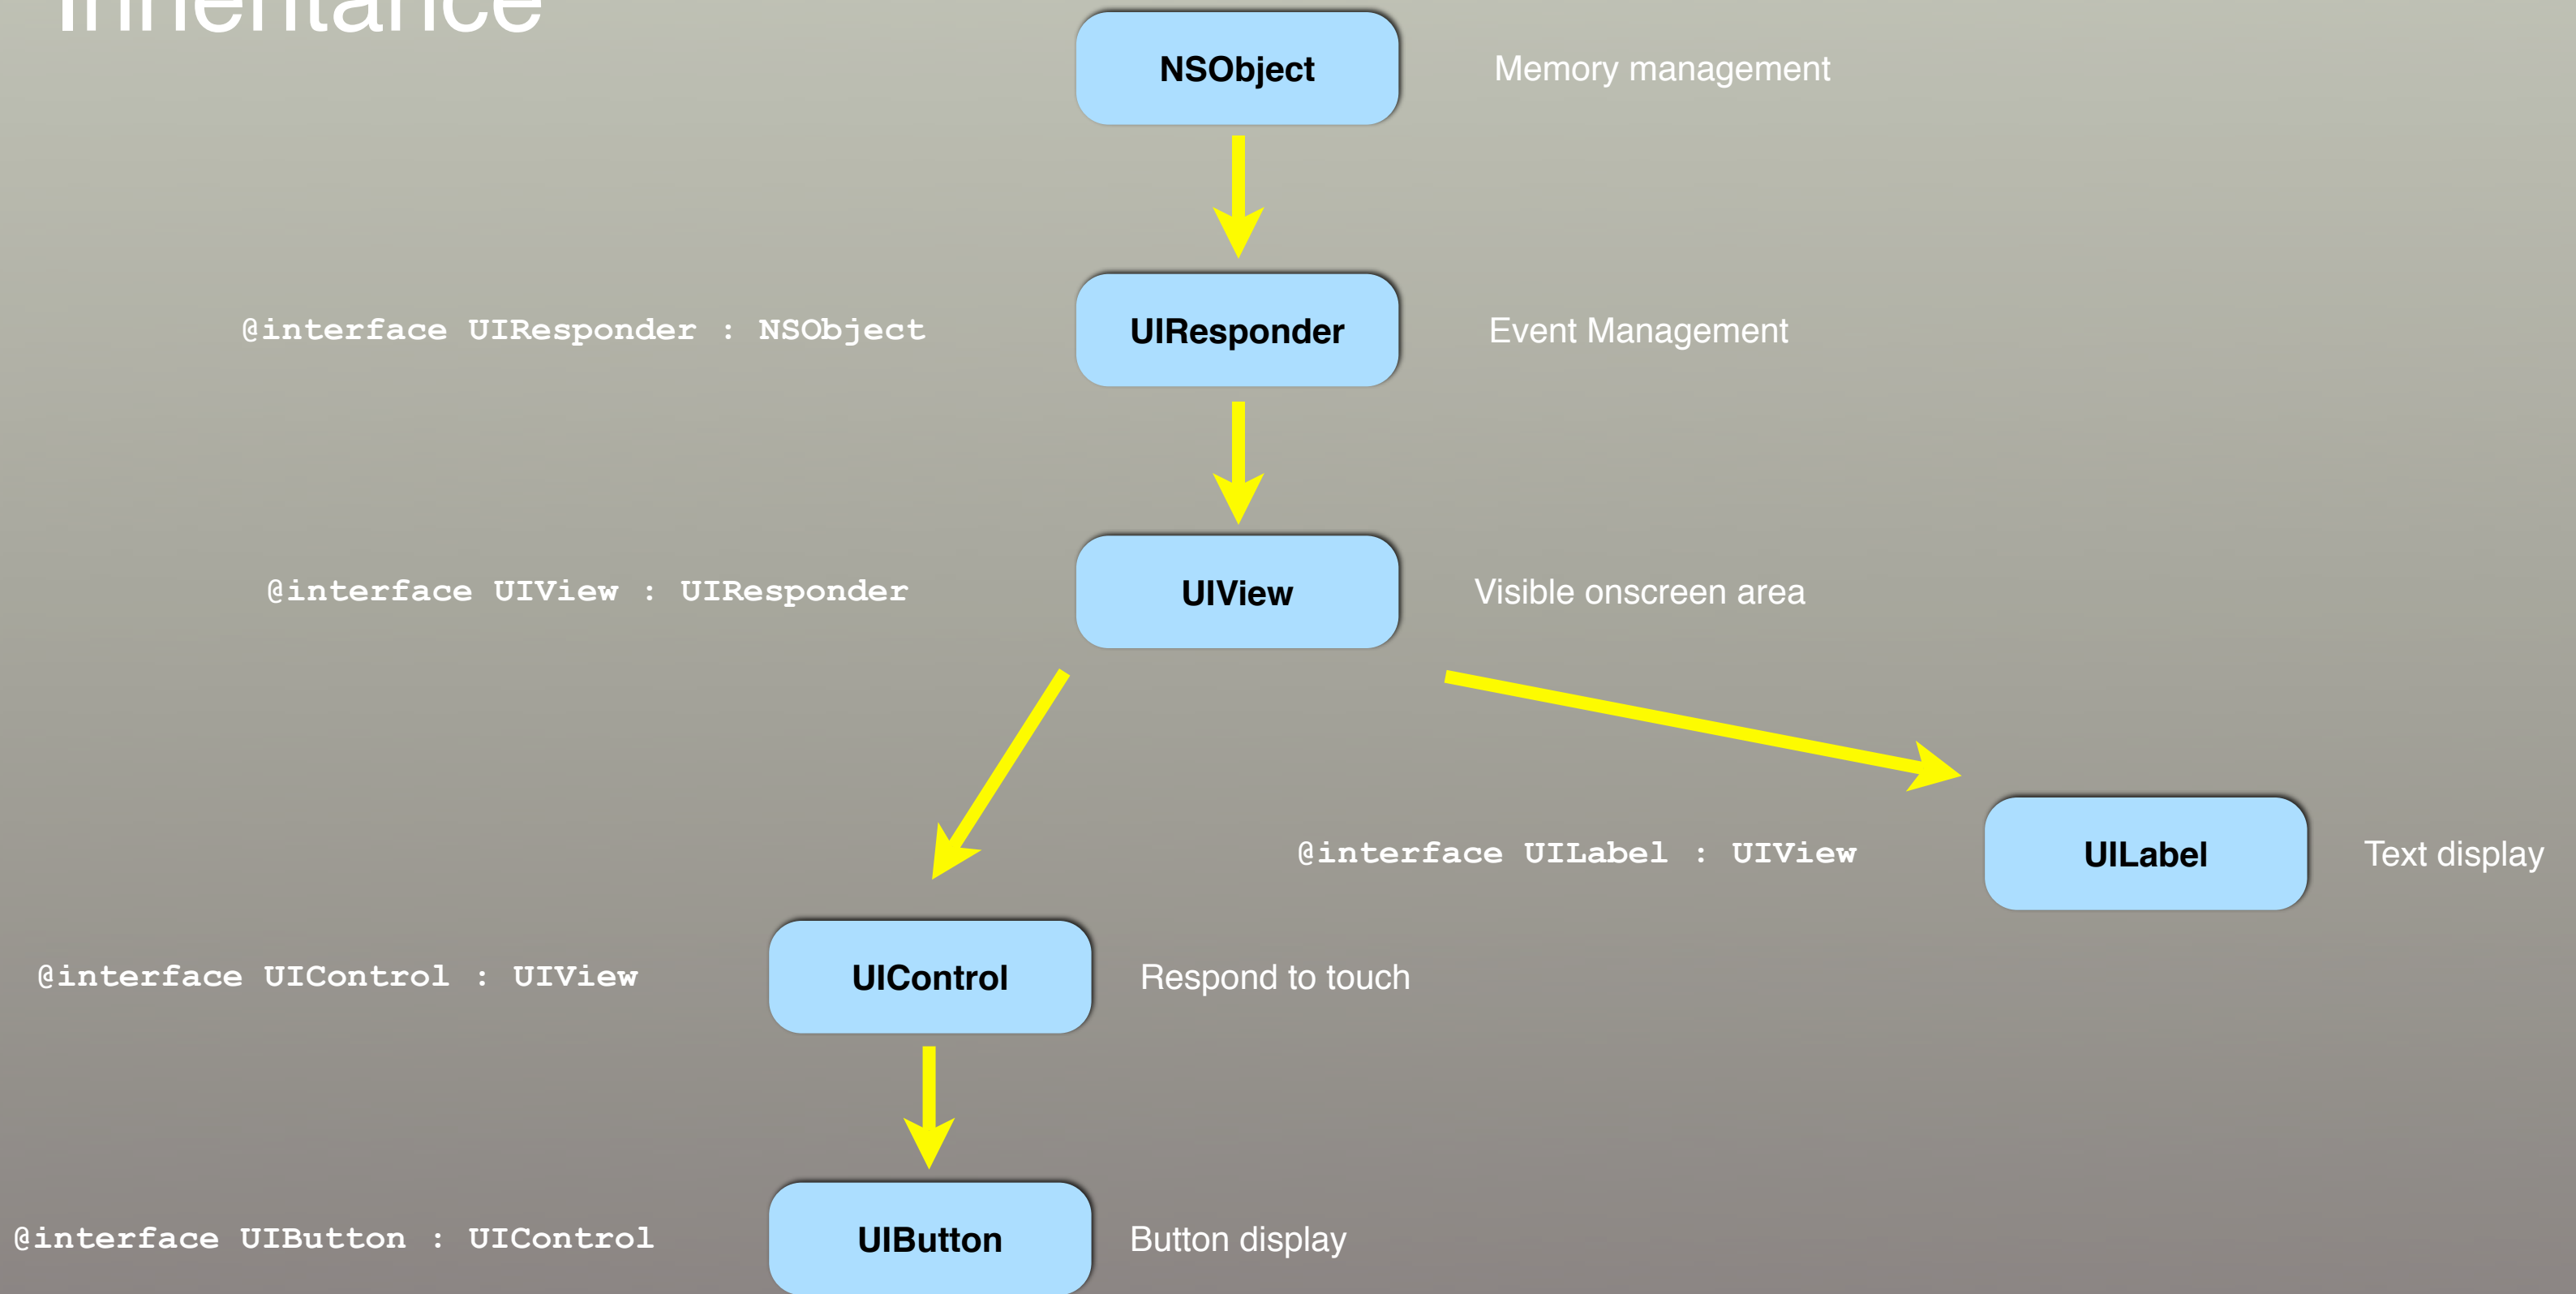 Inheritance
NSObject
Memory management
@interface UIResponder : NSObject
UIResponder
Event Management
@interface UIView : UIResponder
UIView
Visible onscreen area
@interface UILabel : UIView
UILabel
Text display
@interface UIControl : UIView
UIControl
Respond to touch
@interface UIButton : UIControl
UIButton
Button display